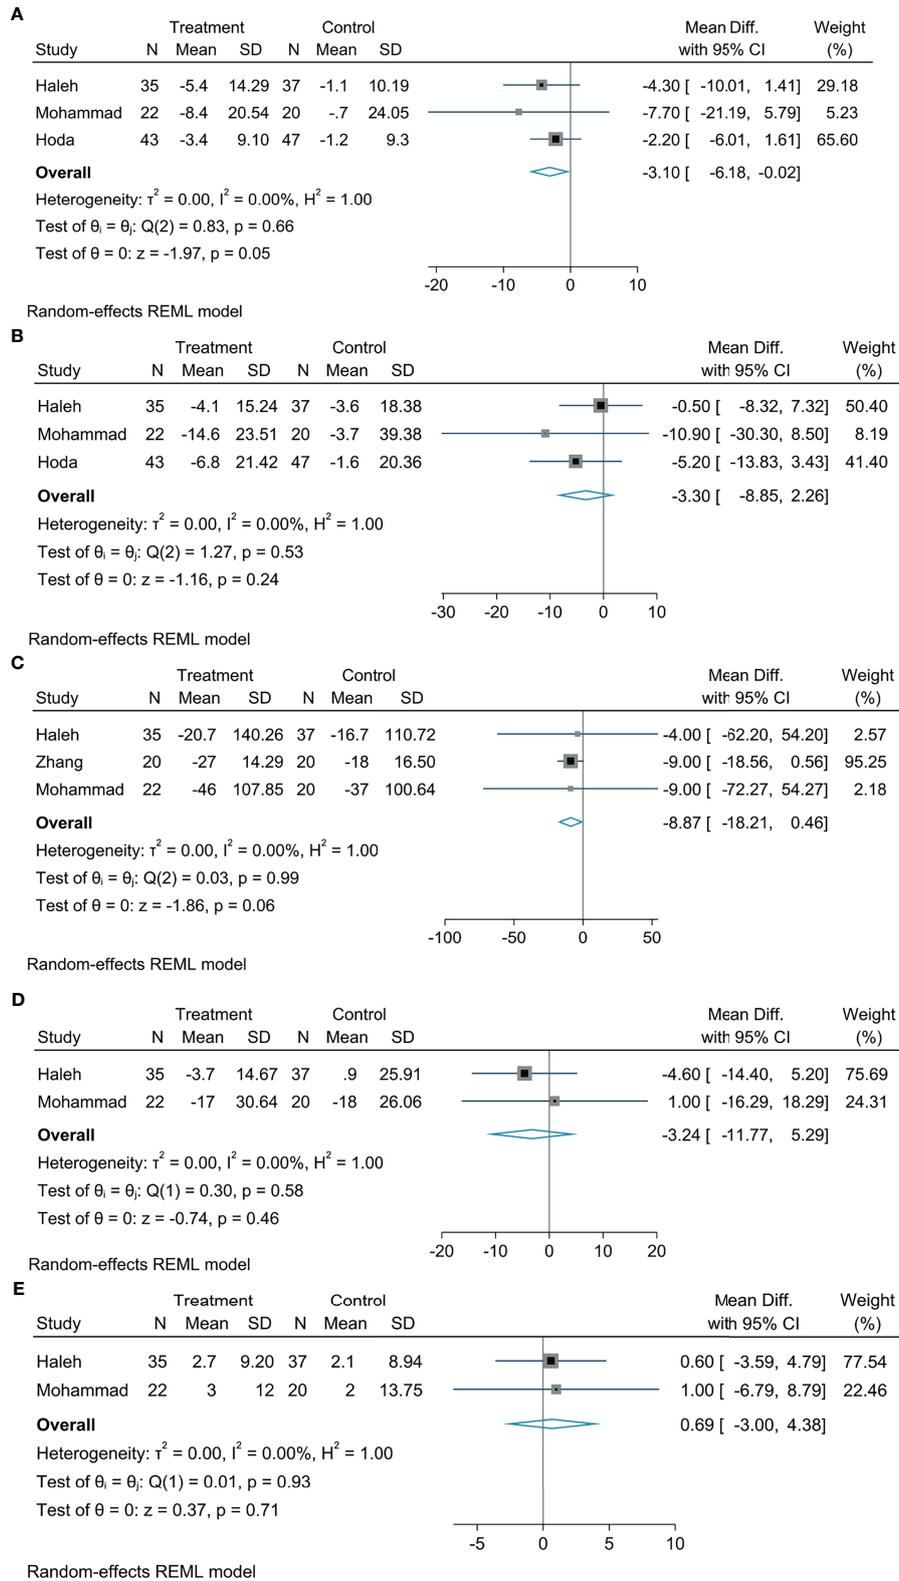 A
Treatment Control Mean Diff. Weight
Study N Mean SD N Mean SD with 95% CI (%)
Haleh 35 -5.4 14.29 37 -1.1 10.19 -4.30 [ -10.01, 1.41] 29.18
Mohammad 22 -8.4 20.54 20 -.7 24.05 -7.70 [ -21.19, 5.79] 5.23
Hoda 43 -3.4 9.10 47 -1.2 9.3 -2.20 [ -6.01, 1.61] 65.60
Overall -3.10 [ -6.18, -0.02]
Heterogeneity: τ² = 0.00, I² = 0.00%, H² = 1.00
Test of θᵢ = θⱼ: Q(2) = 0.83, p = 0.66
Test of θ = 0: z = -1.97, p = 0.05
-20 -10 0 10
Random-effects REML model
B
Treatment Control Mean Diff. Weight
Study N Mean SD N Mean SD with 95% CI (%)
Haleh 35 -4.1 15.24 37 -3.6 18.38 -0.50 [ -8.32, 7.32] 50.40
Mohammad 22 -14.6 23.51 20 -3.7 39.38 -10.90 [ -30.30, 8.50] 8.19
Hoda 43 -6.8 21.42 47 -1.6 20.36 -5.20 [ -13.83, 3.43] 41.40
Overall -3.30 [ -8.85, 2.26]
Heterogeneity: τ² = 0.00, I² = 0.00%, H² = 1.00
Test of θᵢ = θⱼ: Q(2) = 1.27, p = 0.53
Test of θ = 0: z = -1.16, p = 0.24
-30 -20 -10 0 10
Random-effects REML model
C
Treatment Control Mean Diff. Weight
Study N Mean SD N Mean SD with 95% CI (%)
Haleh 35 -20.7 140.26 37 -16.7 110.72 -4.00 [ -62.20, 54.20] 2.57
Zhang 20 -27 14.29 20 -18 16.50 -9.00 [ -18.56, 0.56] 95.25
Mohammad 22 -46 107.85 20 -37 100.64 -9.00 [ -72.27, 54.27] 2.18
Overall -8.87 [ -18.21, 0.46]
Heterogeneity: τ² = 0.00, I² = 0.00%, H² = 1.00
Test of θᵢ = θⱼ: Q(2) = 0.03, p = 0.99
Test of θ = 0: z = -1.86, p = 0.06
-100 -50 0 50
Random-effects REML model
D
Treatment Control Mean Diff. Weight
Study N Mean SD N Mean SD with 95% CI (%)
Haleh 35 -3.7 14.67 37 .9 25.91 -4.60 [ -14.40, 5.20] 75.69
Mohammad 22 -17 30.64 20 -18 26.06 1.00 [ -16.29, 18.29] 24.31
Overall -3.24 [ -11.77, 5.29]
Heterogeneity: τ² = 0.00, I² = 0.00%, H² = 1.00
Test of θᵢ = θⱼ: Q(1) = 0.30, p = 0.58
Test of θ = 0: z = -0.74, p = 0.46
-20 -10 0 10 20
Random-effects REML model
E
Treatment Control Mean Diff. Weight
Study N Mean SD N Mean SD with 95% CI (%)
Haleh 35 2.7 9.20 37 2.1 8.94 0.60 [ -3.59, 4.79] 77.54
Mohammad 22 3 12 20 2 13.75 1.00 [ -6.79, 8.79] 22.46
Overall 0.69 [ -3.00, 4.38]
Heterogeneity: τ² = 0.00, I² = 0.00%, H² = 1.00
Test of θᵢ = θⱼ: Q(1) = 0.01, p = 0.93
Test of θ = 0: z = 0.37, p = 0.71
-5 0 5 10
Random-effects REML model